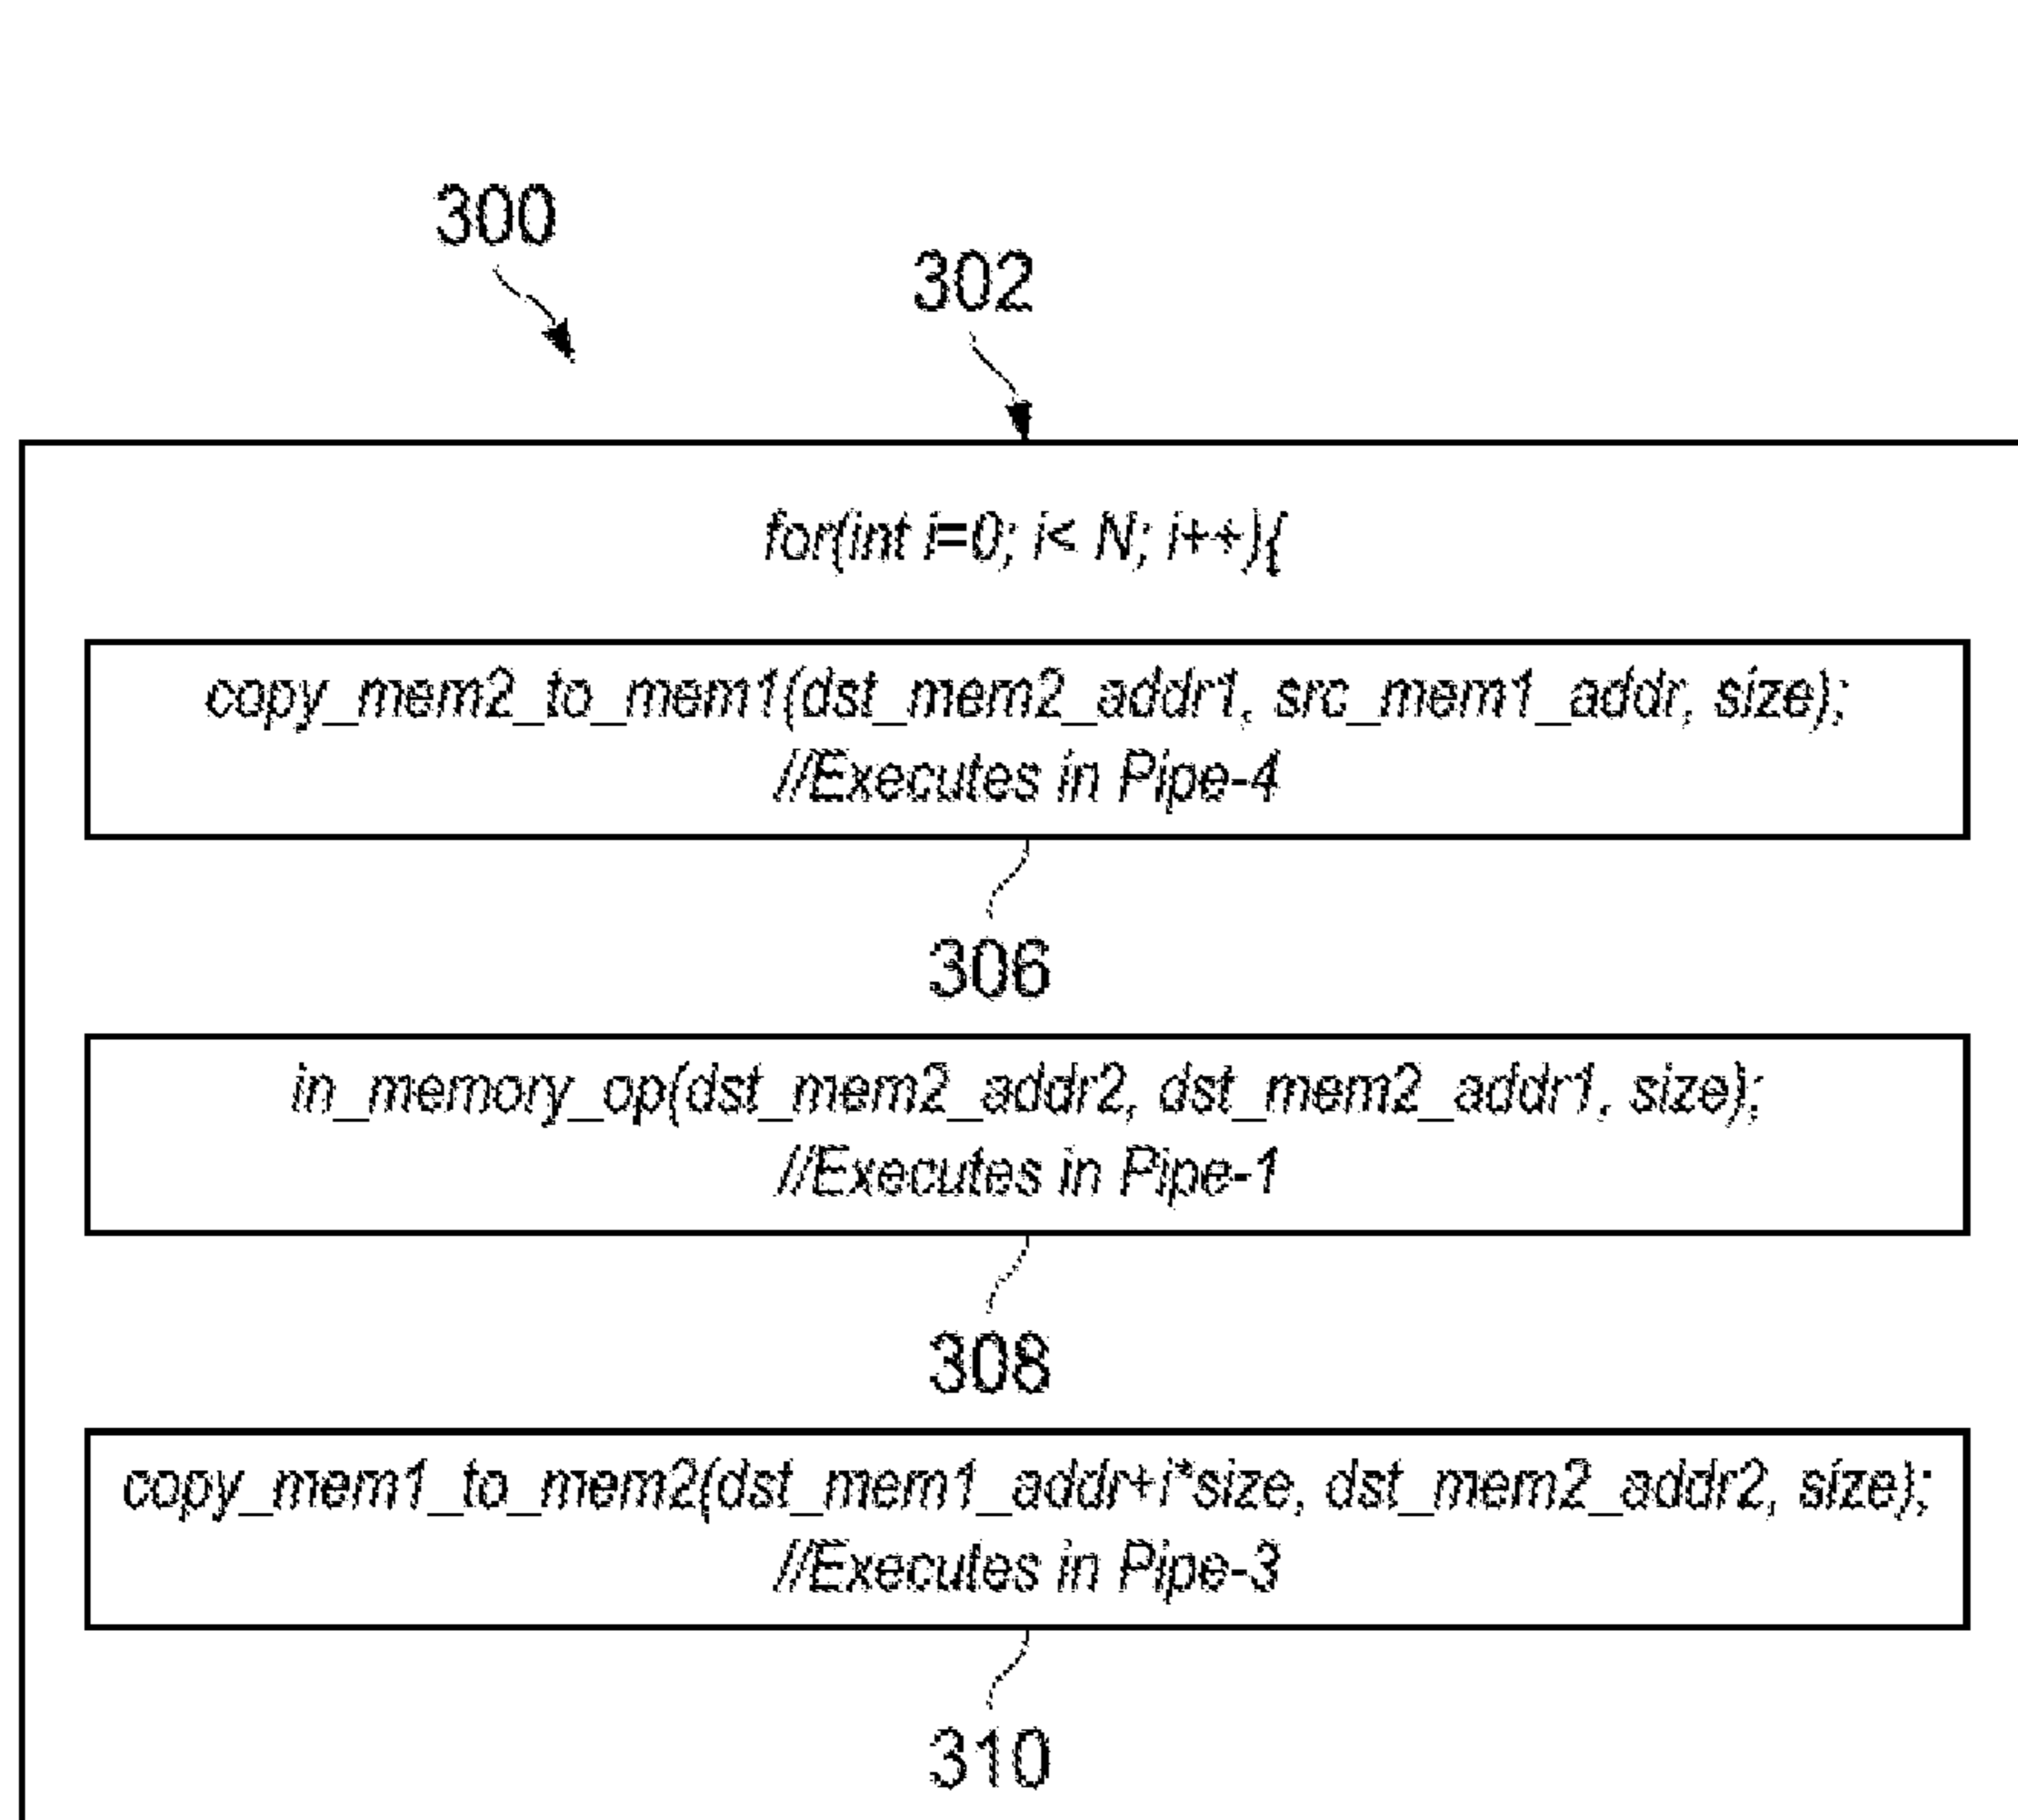 300
302
for(int i=0; i< N; i++){
copy_mem2_to_mem1(dst_mem2_addr1, src_mem1_addr, size);
//Executes in Pipe-4
306
in_memory_op(dst_mem2_addr2, dst_mem2_addr1, size);
//Executes in Pipe-1
308
copy_mem1_to_mem2(dst_mem1_addr+i*size, dst_mem2_addr2, size);
//Executes in Pipe-3
310